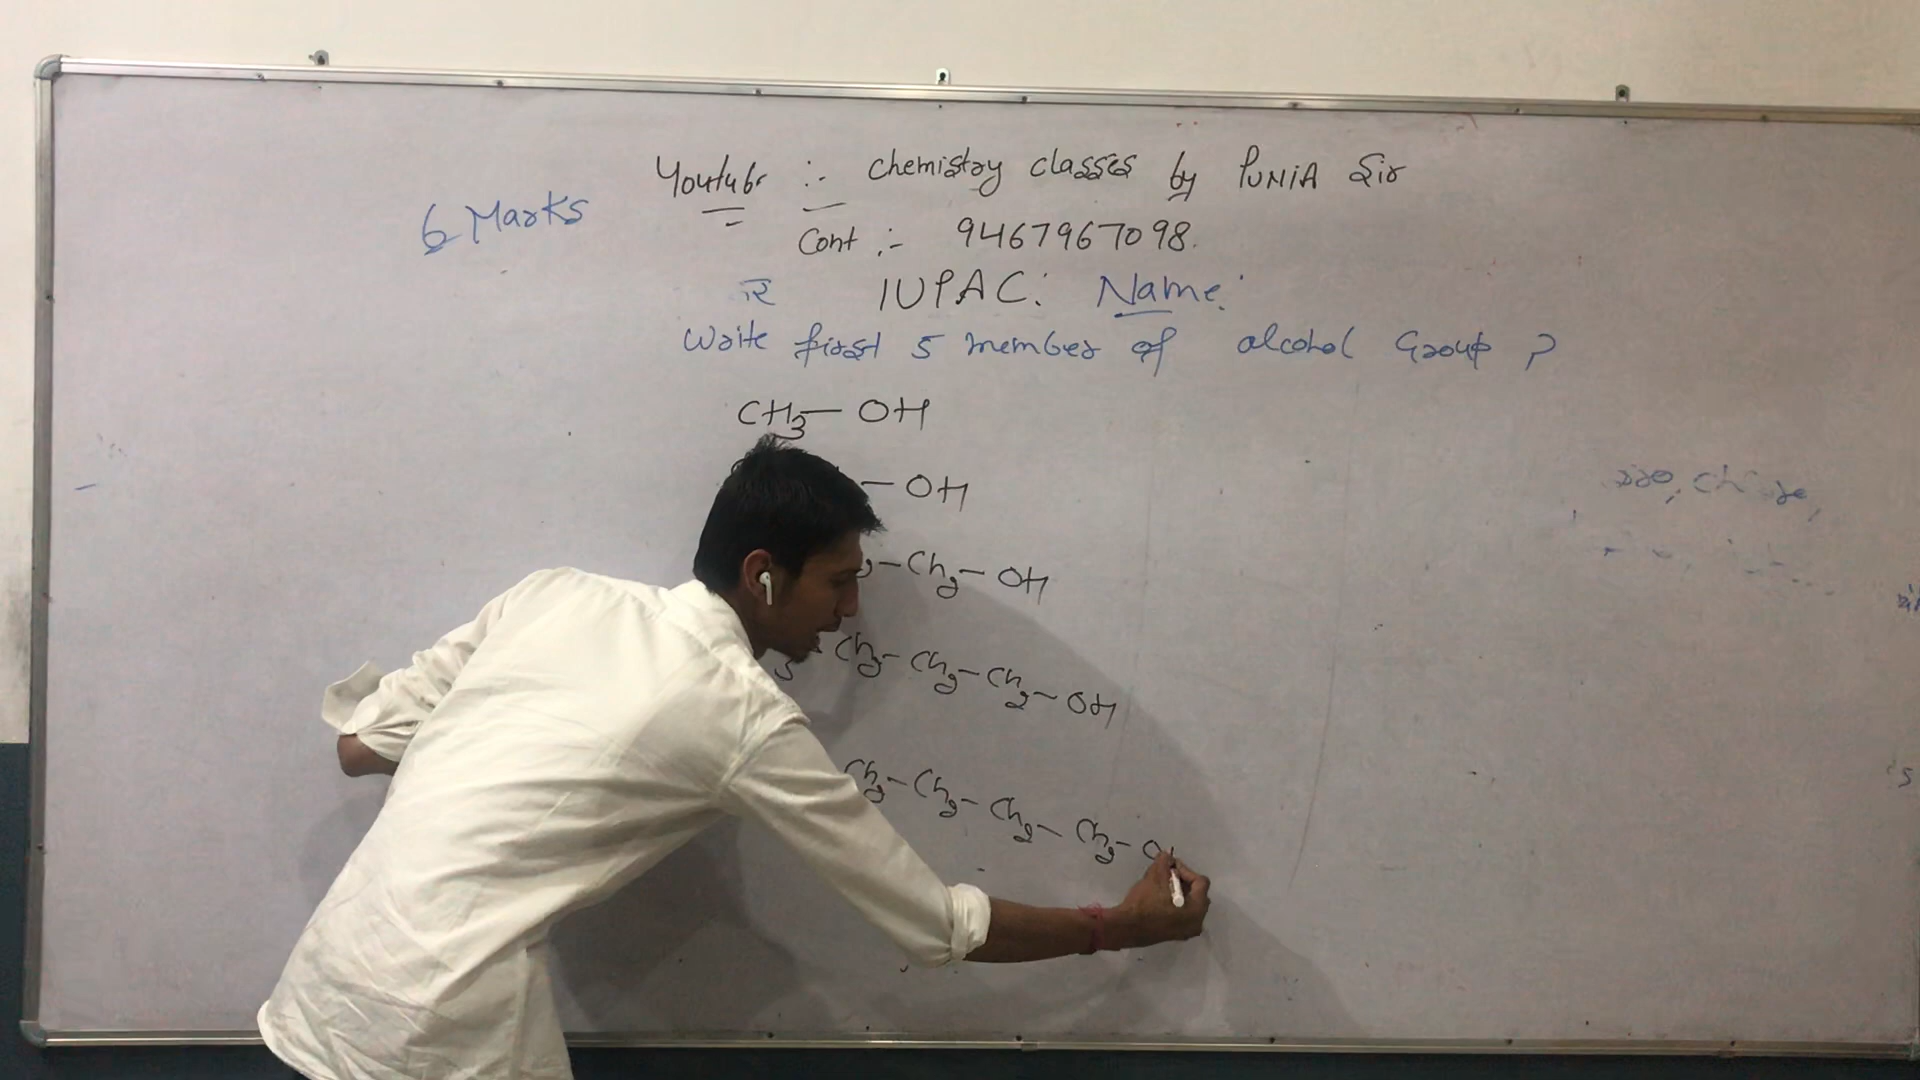 Youtube :- Chemistry classes by PUNIA Sir
6 Marks
Cont :- 9467967098.
IUPAC: Name:
Write first 5 member of alcohol Group ?
CH3 — OH
— OH
— Ch2 — OH
Ch2 — Ch2 — Ch2 — OH
Ch2 — Ch2 — Ch2 — Ch2 — O